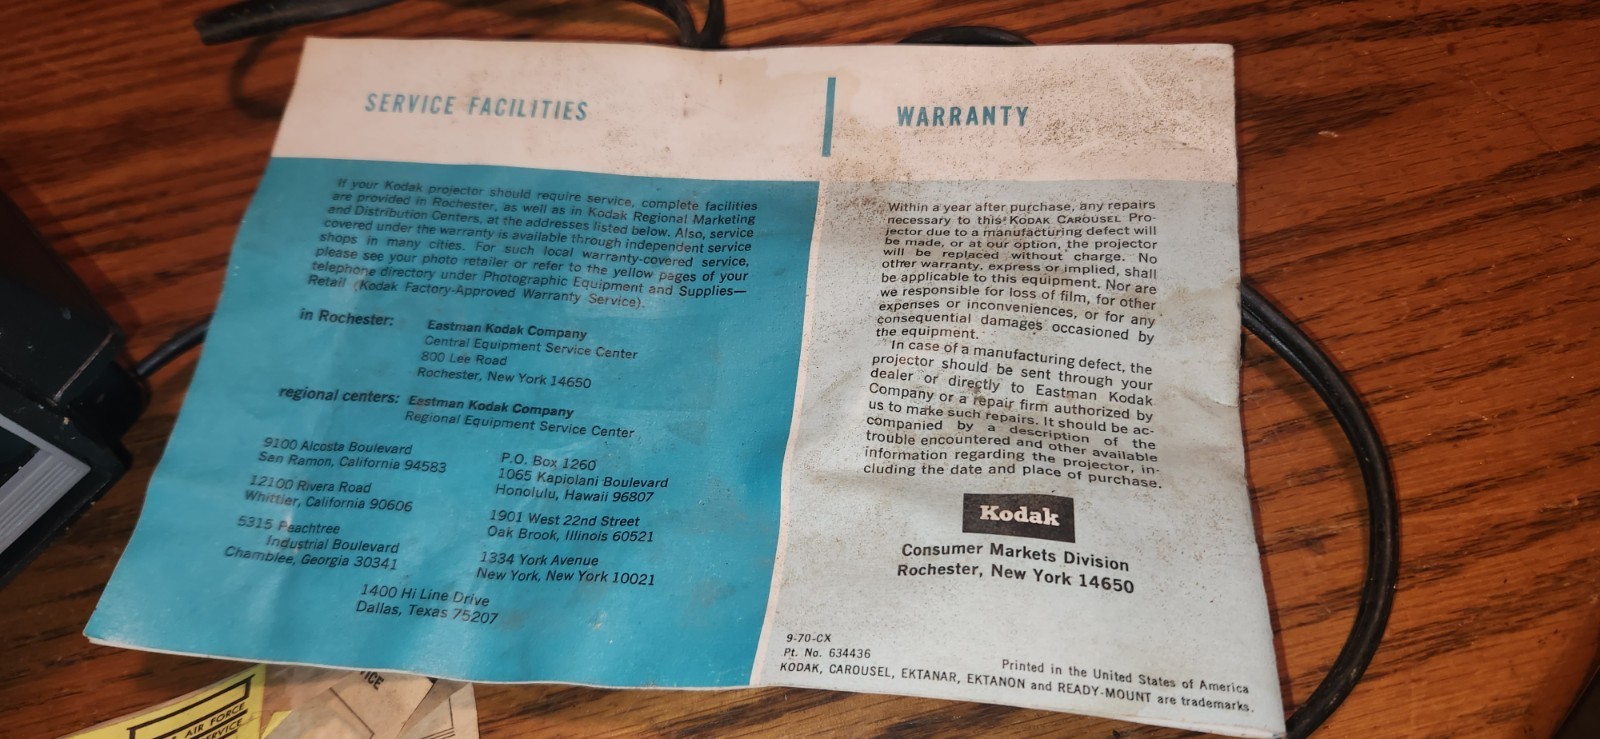 SERVICE FACILITIES
If your Kodak projector should require service, complete facilities
are provided in Rochester, as well as in Kodak Regional Marketing
and Distribution Centers, at the addresses listed below. Also, service
covered under the warranty is available through independent service
shops in many cities. For such local warranty-covered service,
please see your photo retailer or refer to the yellow pages of your
telephone directory under Photographic Equipment and Supplies—
Retail (Kodak Factory-Approved Warranty Service).
in Rochester:
Eastman Kodak Company
Central Equipment Service Center
800 Lee Road
Rochester, New York 14650
regional centers:
Eastman Kodak Company
Regional Equipment Service Center
9100 Alcosta Boulevard
San Ramon, California 94583
12100 Rivera Road
Whittier, California 90606
5315 Peachtree
Industrial Boulevard
Chamblee, Georgia 30341
P.O. Box 1260
1065 Kapiolani Boulevard
Honolulu, Hawaii 96807
1901 West 22nd Street
Oak Brook, Illinois 60521
1334 York Avenue
New York, New York 10021
1400 Hi Line Drive
Dallas, Texas 75207
WARRANTY
Within a year after purchase, any repairs
necessary to this KODAK CAROUSEL Pro-
jector due to a manufacturing defect will
be made, or at our option, the projector
will be replaced without charge. No
other warranty, express or implied, shall
be applicable to this equipment. Nor are
we responsible for loss of film, for other
expenses or inconveniences, or for any
consequential damages occasioned by
the equipment.
In case of a manufacturing defect, the
projector should be sent through your
dealer or directly to Eastman Kodak
Company or a repair firm authorized by
us to make such repairs. It should be ac-
companied by a description of the
trouble encountered and other available
information regarding the projector, in-
cluding the date and place of purchase.
Kodak
Consumer Markets Division
Rochester, New York 14650
9-70-CX
Pt. No. 634436
Printed in the United States of America
KODAK, CAROUSEL, EKTANAR, EKTANON and READY-MOUNT are trademarks.
AIR FORCE